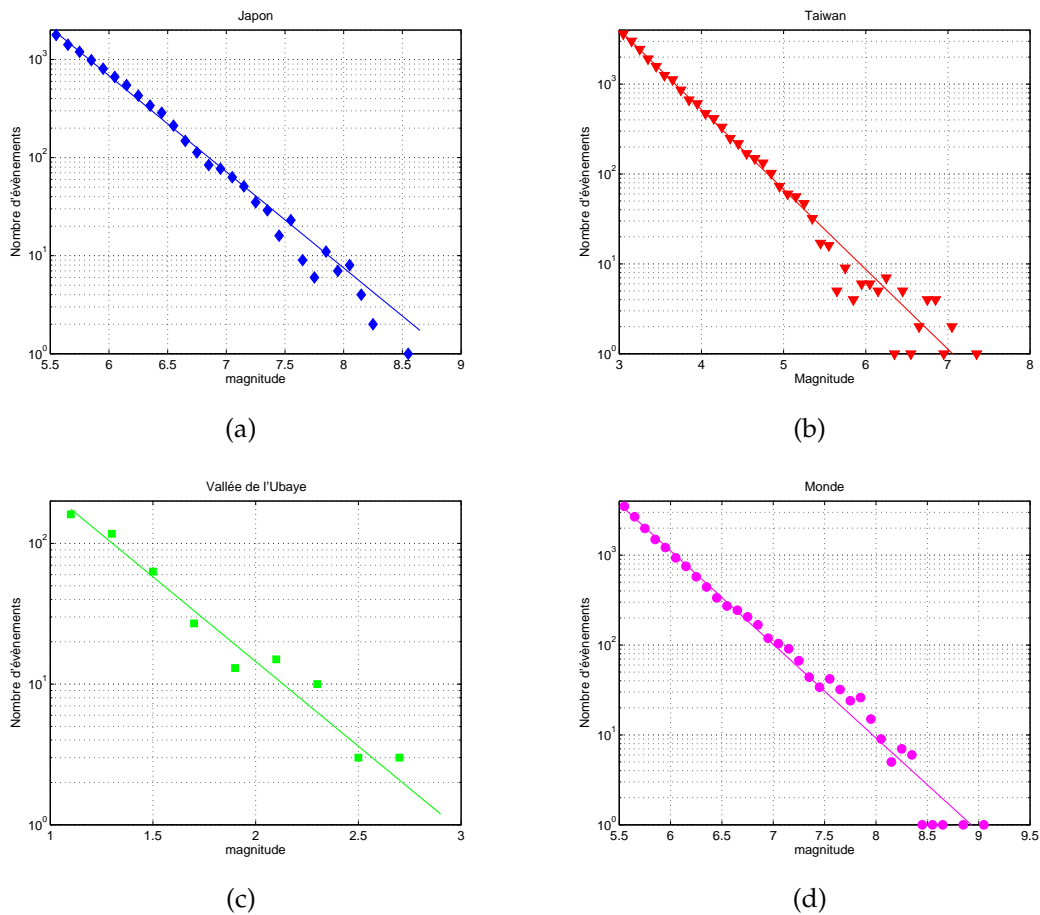 Japon
Nombre d'évènements
10³
10²
10¹
10⁰
5.5 6 6.5 7 7.5 8 8.5 9
magnitude
(a)
Taiwan
Nombre d'évènements
10³
10²
10¹
10⁰
3 4 5 6 7 8
Magnitude
(b)
Vallée de l'Ubaye
Nombre d'évènements
10²
10¹
10⁰
1 1.5 2 2.5 3
magnitude
(c)
Monde
Nombre d'évènements
10³
10²
10¹
10⁰
5.5 6 6.5 7 7.5 8 8.5 9 9.5
magnitude
(d)